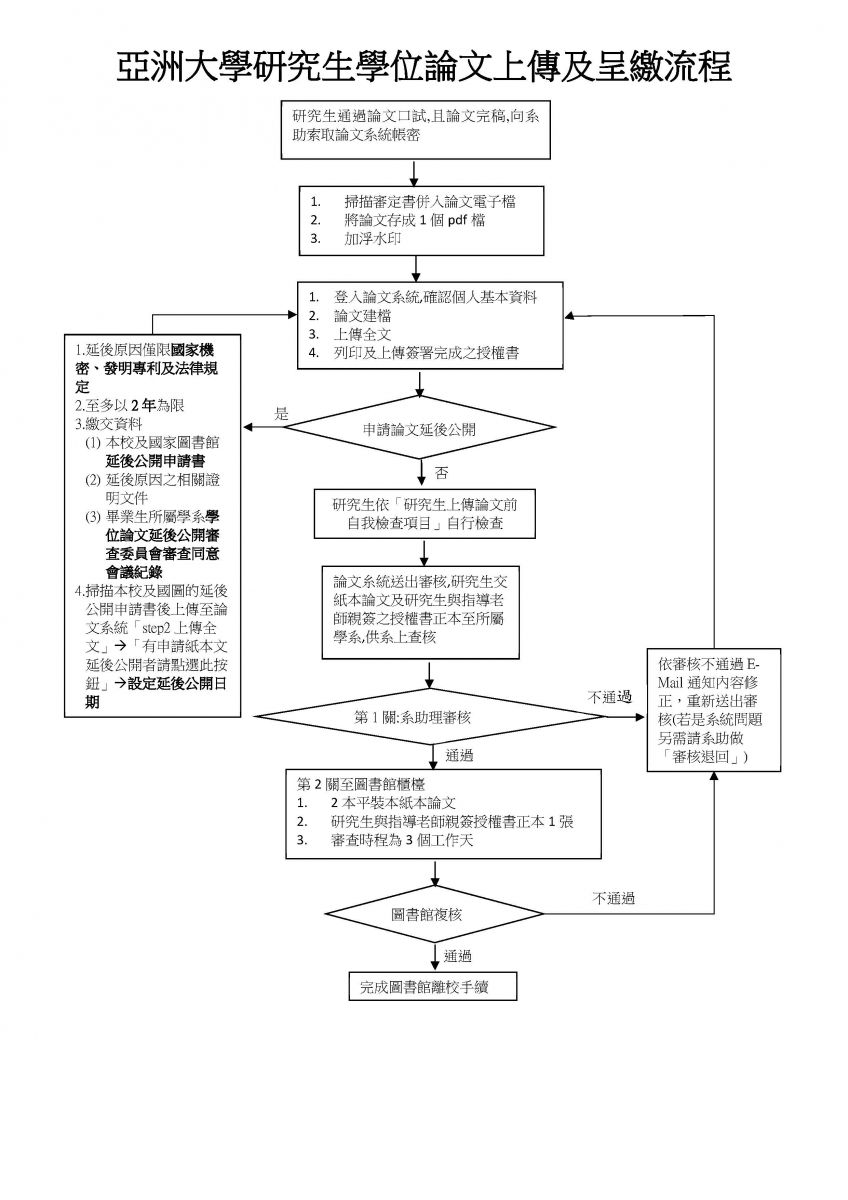 亞洲大學研究生學位論文上傳及呈繳流程
研究生通過論文口試,且論文完稿,向系
助索取論文系統帳密
1. 掃描審定書併入論文電子檔
2. 將論文存成 1 個 pdf 檔
3. 加浮水印
1. 登入論文系統,確認個人基本資料
2. 論文建檔
3. 上傳全文
4. 列印及上傳簽署完成之授權書
1.延後原因僅限國家機
密、發明專利及法律規
定
2.至多以 2 年為限
3.繳交資料
(1) 本校及國家圖書館
延後公開申請書
(2) 延後原因之相關證
明文件
(3) 畢業生所屬學系學
位論文延後公開審
查委員會審查同意
會議紀錄
4.掃描本校及國圖的延後
公開申請書後上傳至論
文系統「step2 上傳全
文」→「有申請紙本文
延後公開者請點選此按
鈕」→設定延後公開日
期
是
申請論文延後公開
否
研究生依「研究生上傳論文前
自我檢查項目」自行檢查
論文系統送出審核,研究生交
紙本論文及研究生與指導老
師親簽之授權書正本至所屬
學系,供系上查核
第 1 關:系助理審核
不通過
依審核不通過 E-
Mail 通知內容修
正，重新送出審
核(若是系統問題
另需請系助做
「審核退回」)
通過
第 2 關至圖書館櫃檯
1. 2 本平裝本紙本論文
2. 研究生與指導老師親簽授權書正本 1 張
3. 審查時程為 3 個工作天
圖書館複核
不通過
通過
完成圖書館離校手續